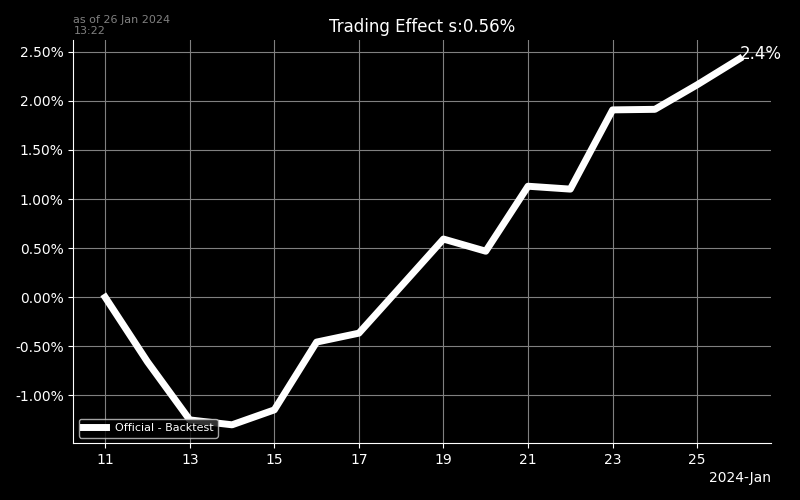 as of 26 Jan 2024
13:22
Trading Effect s:0.56%
2.50%
2.00%
1.50%
1.00%
0.50%
0.00%
-0.50%
-1.00%
2.4%
Official - Backtest
11 13 15 17 19 21 23 25
2024-Jan